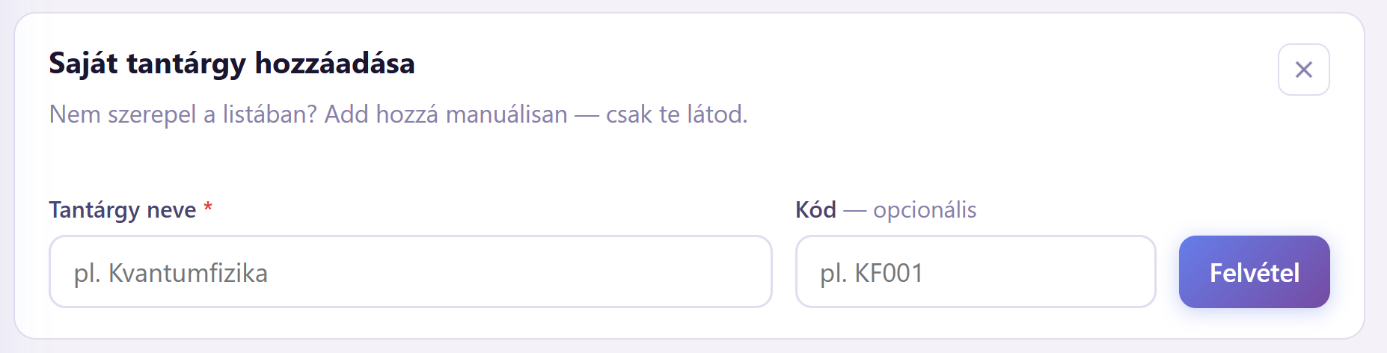 Saját tantárgy hozzáadása
Nem szerepel a listában? Add hozzá manuálisan — csak te látod.
Tantárgy neve *
Kód — opcionális
pl. Kvantumfizika
pl. KF001
Felvétel